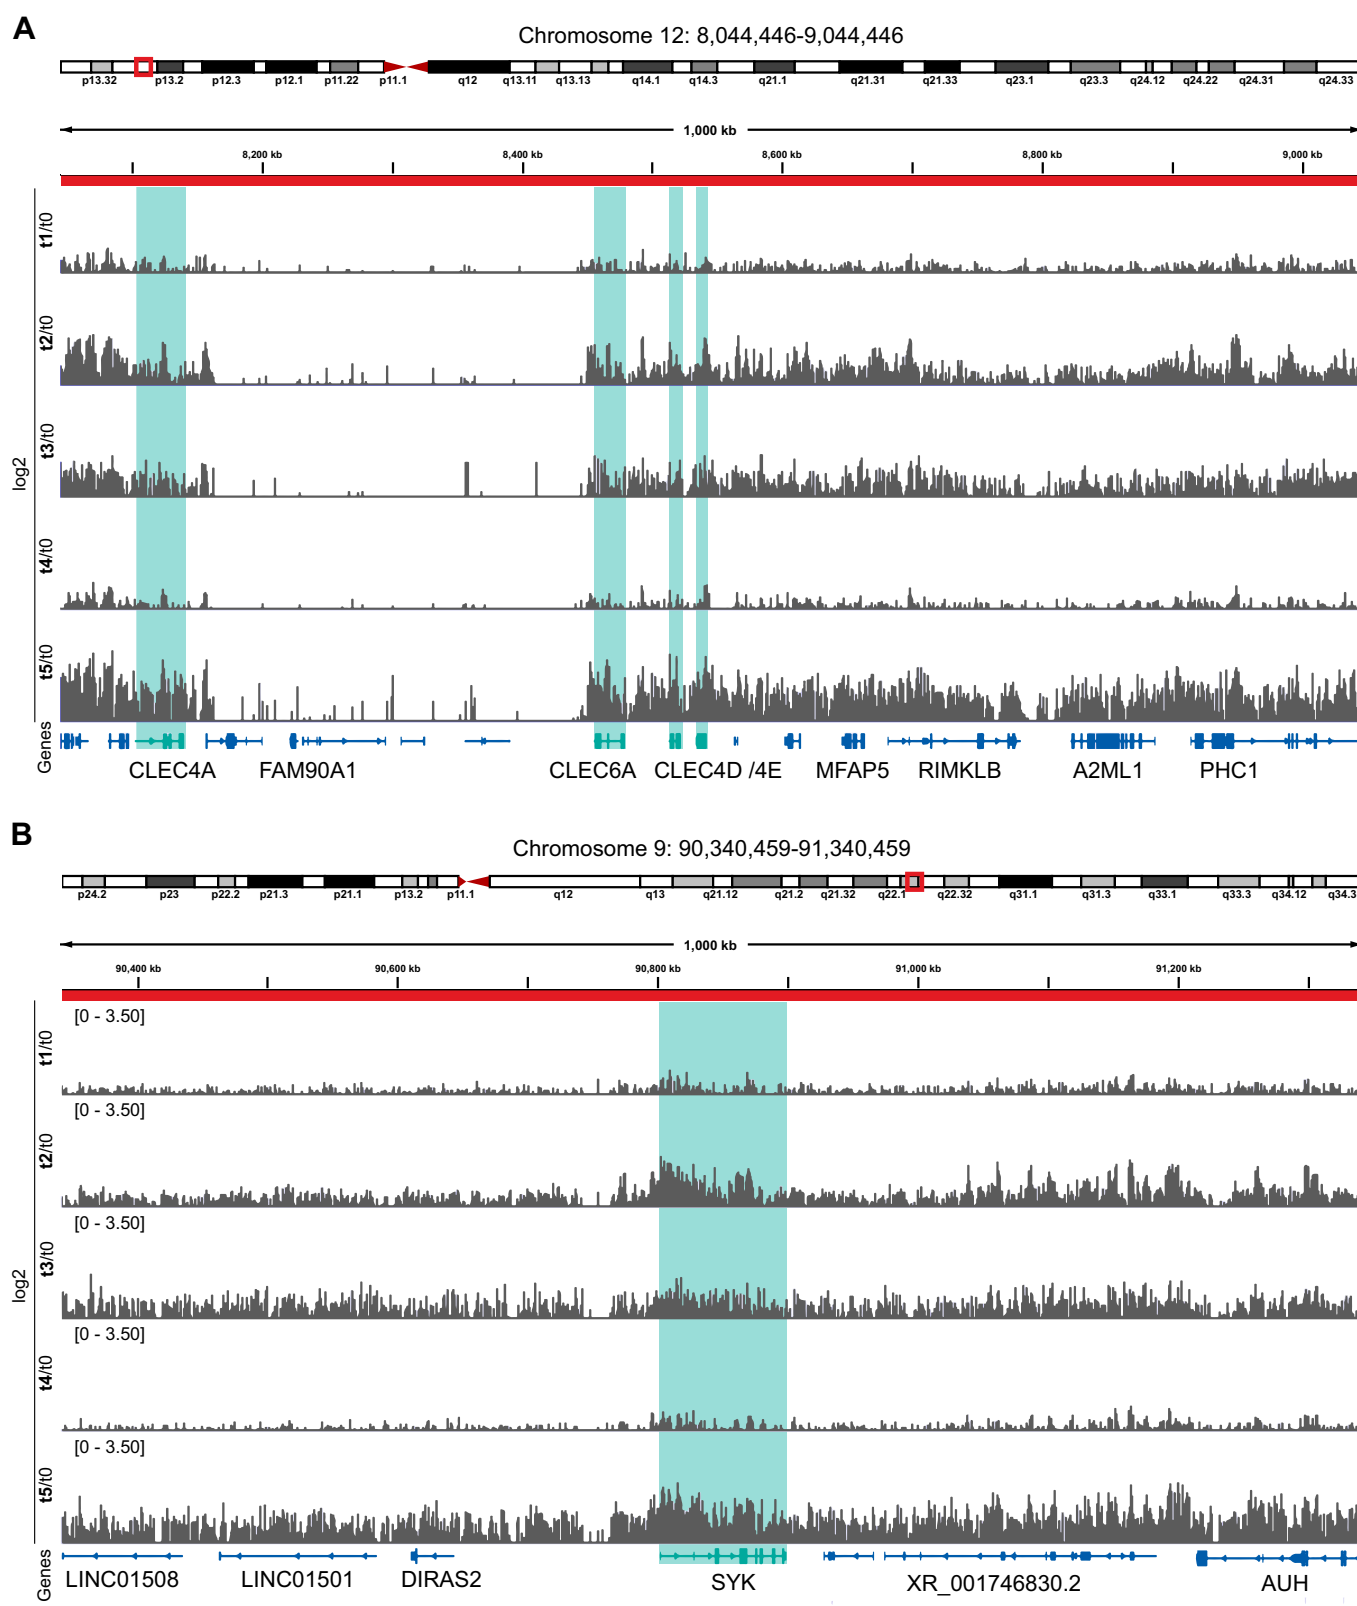 A
Chromosome 12: 8,044,446-9,044,446
p13.32 p13.2 p12.3 p12.1 p11.22 p11.1 q12 q13.11 q13.13 q14.1 q14.3 q21.1 q21.31 q21.33 q23.1 q23.3 q24.12 q24.22 q24.31 q24.33
1,000 kb
8,200 kb 8,400 kb 8,600 kb 8,800 kb 9,000 kb
t1/t0
t2/t0
t3/t0
log2
t4/t0
t5/t0
Genes
CLEC4A FAM90A1 CLEC6A CLEC4D /4E MFAP5 RIMKLB A2ML1 PHC1
B
Chromosome 9: 90,340,459-91,340,459
p24.2 p23 p22.2 p21.3 p21.1 p13.2 p11.1 q12 q13 q21.12 q21.2 q21.32 q22.1 q22.32 q31.1 q31.3 q33.1 q33.3 q34.12 q34.3
1,000 kb
90,400 kb 90,600 kb 90,800 kb 91,000 kb 91,200 kb
[0 - 3.50]
t1/t0
[0 - 3.50]
t2/t0
[0 - 3.50]
t3/t0
log2
[0 - 3.50]
t4/t0
[0 - 3.50]
t5/t0
Genes
LINC01508 LINC01501 DIRAS2 SYK XR_001746830.2 AUH